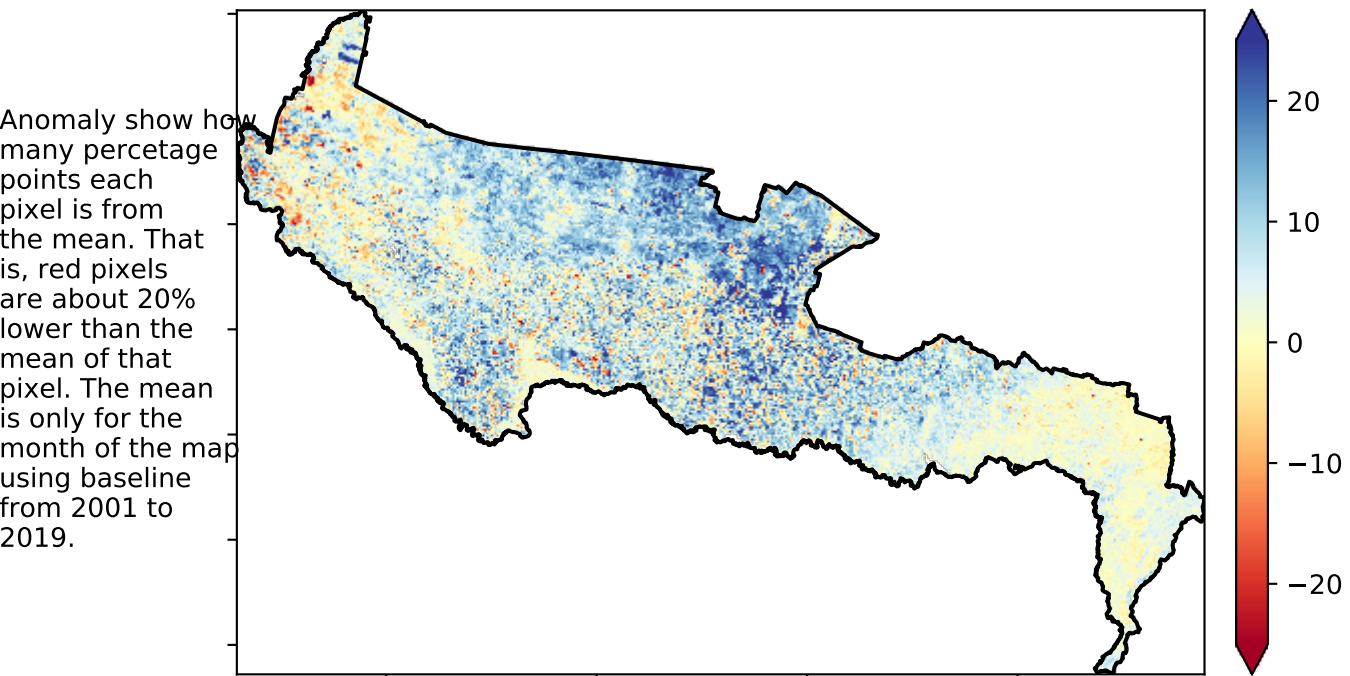 Anomaly show how
many percetage
points each
pixel is from
the mean. That
is, red pixels
are about 20%
lower than the
mean of that
pixel. The mean
is only for the
month of the map
using baseline
from 2001 to
2019.
20
10
0
−10
−20